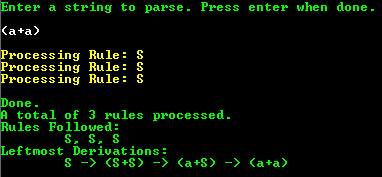 Enter a string to parse. Press enter when done.
(a+a)
Processing Rule: S
Processing Rule: S
Processing Rule: S
Done.
A total of 3 rules processed.
Rules Followed:
S, S, S
Leftmost Derivations:
S -> (S+S) -> (a+S) -> (a+a)